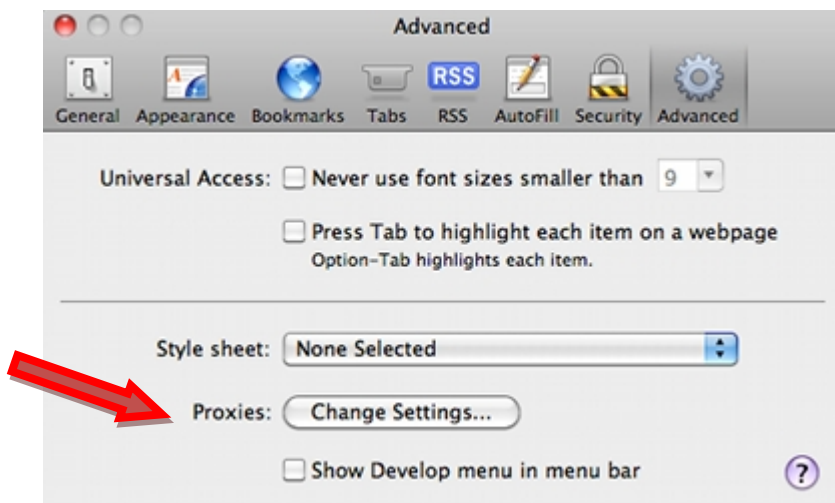 Advanced
RSS
General Appearance Bookmarks Tabs RSS AutoFill Security Advanced
Universal Access: Never use font sizes smaller than 9
Press Tab to highlight each item on a webpage
Option-Tab highlights each item.
Style sheet: None Selected
Proxies: Change Settings...
Show Develop menu in menu bar ?